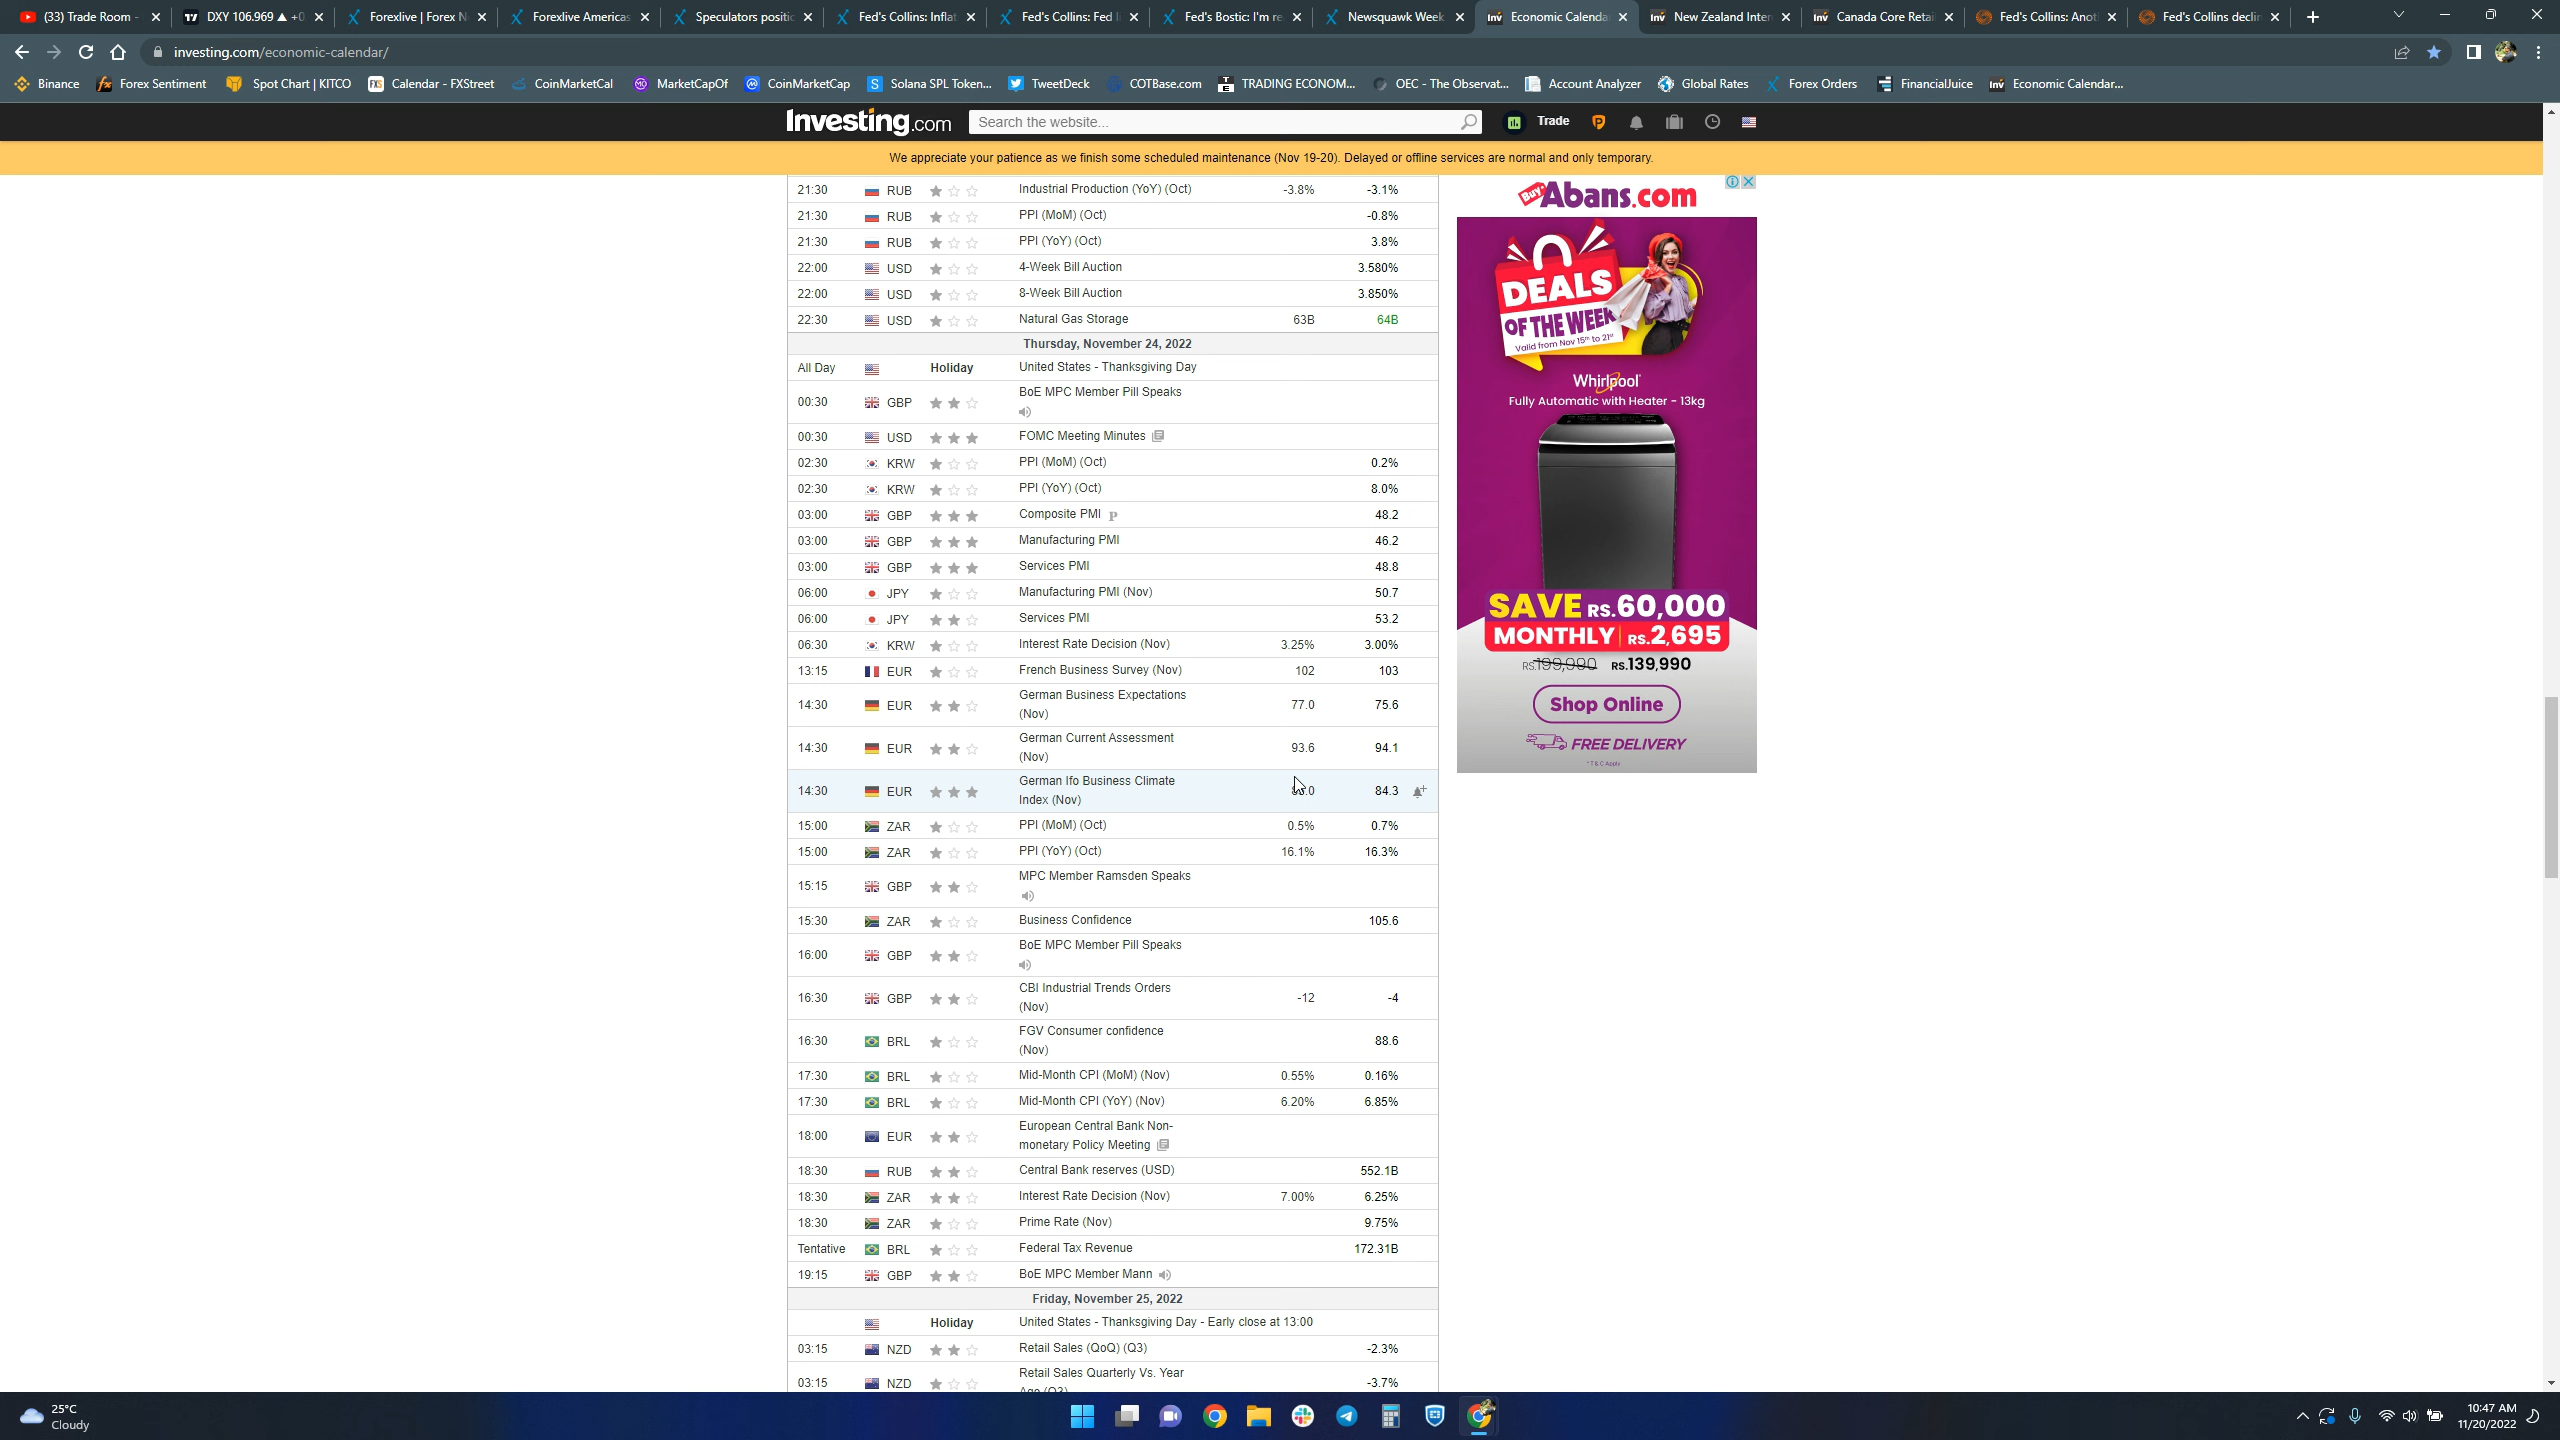 (33) Trade Room -
DXY 106.969 ▲ +0
Forexlive | Forex N
Forexlive Americas
Speculators positio
Fed's Collins: Inflat
Fed's Collins: Fed
Fed's Bostic: I'm re
Newsquawk Week
Economic Calenda
New Zealand Inter
Canada Core Retai
Fed's Collins: Anot
Fed's Collins declin
investing.com/economic-calendar/
Binance
Forex Sentiment
Spot Chart | KITCO
Calendar - FXStreet
CoinMarketCal
MarketCapOf
CoinMarketCap
Solana SPL Token...
TweetDeck
COTBase.com
TRADING ECONOM...
OEC - The Observat...
Account Analyzer
Global Rates
Forex Orders
FinancialJuice
Economic Calendar...
Investing.com
Search the website...
Trade
We appreciate your patience as we finish some scheduled maintenance (Nov 19-20). Delayed or offline services are normal and only temporary.
21:30 RUB Industrial Production (YoY) (Oct) -3.8% -3.1%
21:30 RUB PPI (MoM) (Oct) -0.8%
21:30 RUB PPI (YoY) (Oct) 3.8%
22:00 USD 4-Week Bill Auction 3.580%
22:00 USD 8-Week Bill Auction 3.850%
22:30 USD Natural Gas Storage 63B 64B
Thursday, November 24, 2022
All Day Holiday United States - Thanksgiving Day
00:30 GBP BoE MPC Member Pill Speaks
00:30 USD FOMC Meeting Minutes
02:30 KRW PPI (MoM) (Oct) 0.2%
02:30 KRW PPI (YoY) (Oct) 8.0%
03:00 GBP Composite PMI P 48.2
03:00 GBP Manufacturing PMI 46.2
03:00 GBP Services PMI 48.8
06:00 JPY Manufacturing PMI (Nov) 50.7
06:00 JPY Services PMI 53.2
06:30 KRW Interest Rate Decision (Nov) 3.25% 3.00%
13:15 EUR French Business Survey (Nov) 102 103
14:30 EUR German Business Expectations
(Nov) 77.0 75.6
14:30 EUR German Current Assessment
(Nov) 93.6 94.1
14:30 EUR German Ifo Business Climate
Index (Nov) 84.3
15:00 ZAR PPI (MoM) (Oct) 0.5% 0.7%
15:00 ZAR PPI (YoY) (Oct) 16.1% 16.3%
15:15 GBP MPC Member Ramsden Speaks
15:30 ZAR Business Confidence 105.6
16:00 GBP BoE MPC Member Pill Speaks
16:30 GBP CBI Industrial Trends Orders
(Nov) -12 -4
16:30 BRL FGV Consumer confidence
(Nov) 88.6
17:30 BRL Mid-Month CPI (MoM) (Nov) 0.55% 0.16%
17:30 BRL Mid-Month CPI (YoY) (Nov) 6.20% 6.85%
18:00 EUR European Central Bank Non-
monetary Policy Meeting
18:30 RUB Central Bank reserves (USD) 552.1B
18:30 ZAR Interest Rate Decision (Nov) 7.00% 6.25%
18:30 ZAR Prime Rate (Nov) 9.75%
Tentative BRL Federal Tax Revenue 172.31B
19:15 GBP BoE MPC Member Mann
Friday, November 25, 2022
Holiday United States - Thanksgiving Day - Early close at 13:00
03:15 NZD Retail Sales (QoQ) (Q3) -2.3%
03:15 NZD Retail Sales Quarterly Vs. Year
Ago (Q3) -3.7%
Buy Abans.com
DEALS
OF THE WEEK
Valid from Nov 15th to 21st
Whirlpool
Fully Automatic with Heater - 13kg
SAVE RS.60,000
MONTHLY RS.2,695
RS.199,990 RS.139,990
Shop Online
FREE DELIVERY
*T & C Apply
25°C
Cloudy
10:47 AM
11/20/2022